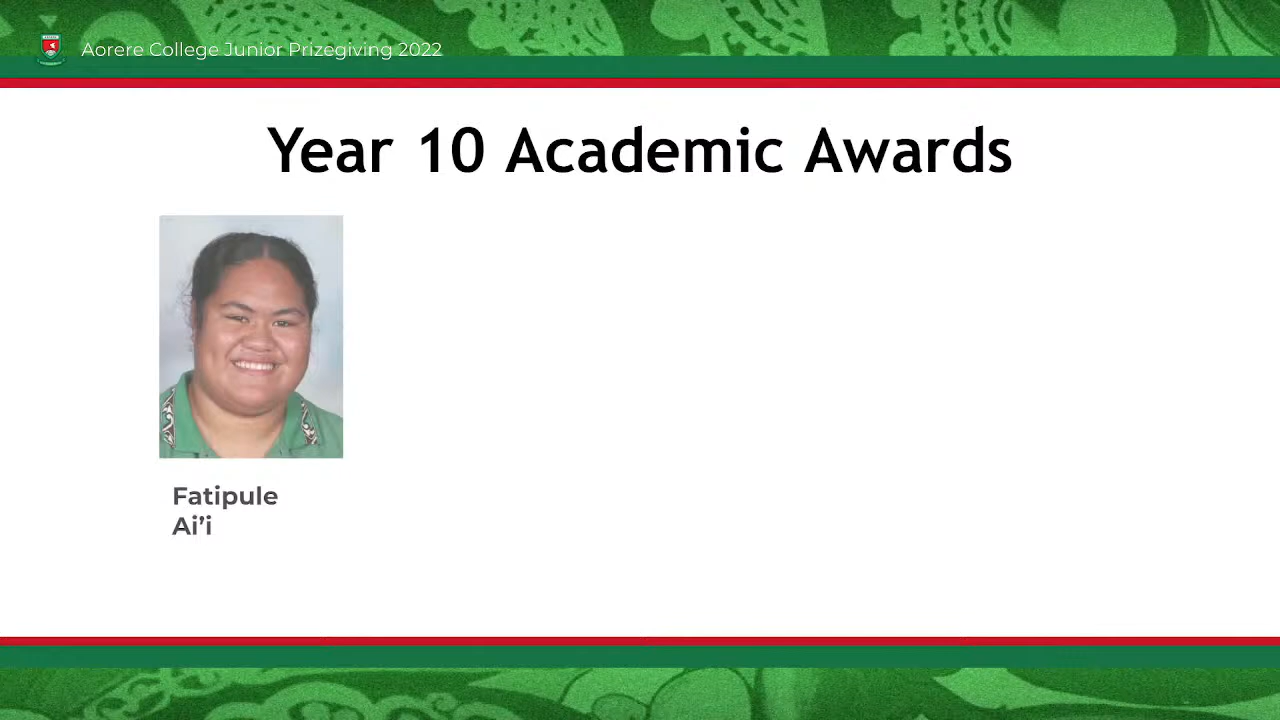 Aorere College Junior Prizegiving 2022
Year 10 Academic Awards
Fatipule
Ai’i